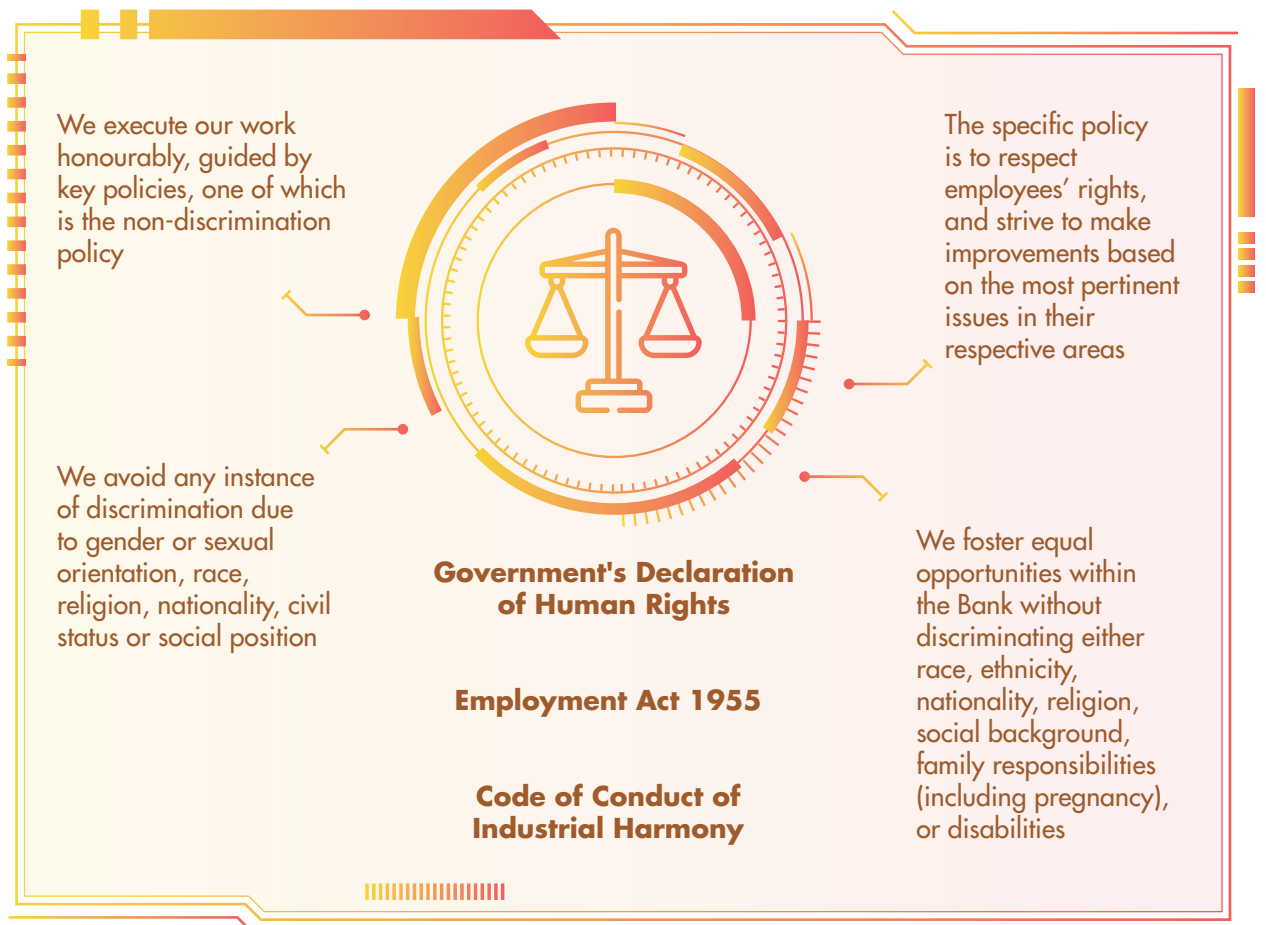 We execute our work
honourably, guided by
key policies, one of which
is the non-discrimination
policy
We avoid any instance
of discrimination due
to gender or sexual
orientation, race,
religion, nationality, civil
status or social position
Government's Declaration
of Human Rights
Employment Act 1955
Code of Conduct of
Industrial Harmony
The specific policy
is to respect
employees’ rights,
and strive to make
improvements based
on the most pertinent
issues in their
respective areas
We foster equal
opportunities within
the Bank without
discriminating either
race, ethnicity,
nationality, religion,
social background,
family responsibilities
(including pregnancy),
or disabilities